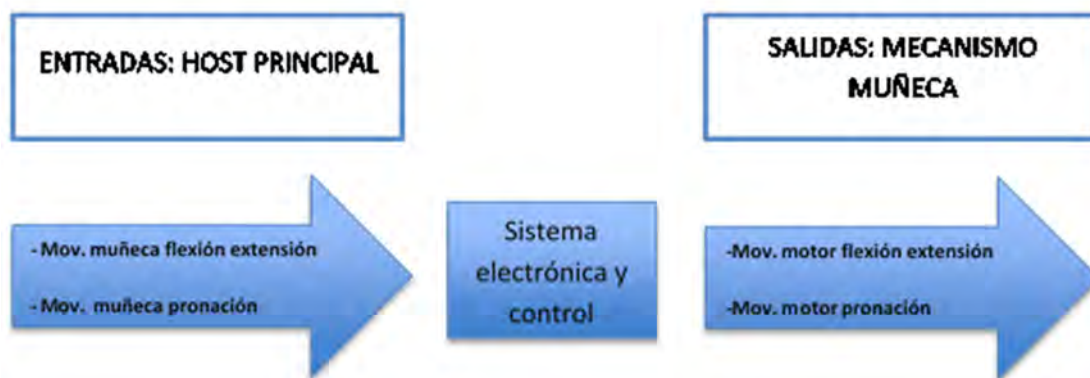 ENTRADAS: HOST PRINCIPAL
SALIDAS: MECANISMO
MUÑECA
- Mov. muñeca flexión extensión
- Mov. muñeca pronación
Sistema
electrónica y
control
-Mov. motor flexión extensión
-Mov. motor pronación